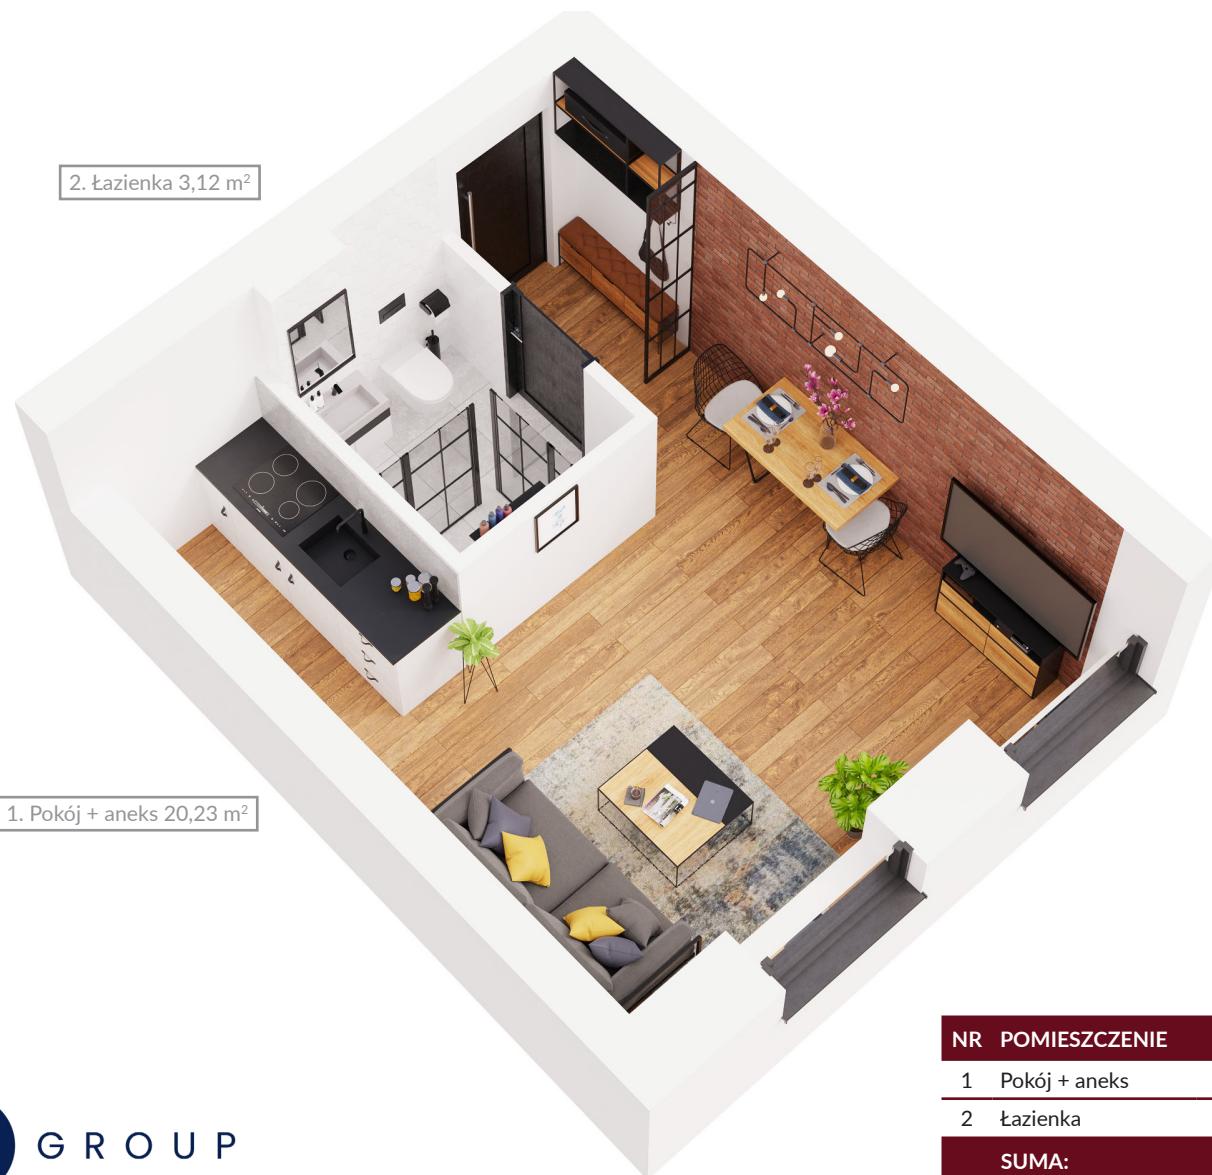 2. Łazienka 3,12 m²
1. Pokój + aneks 20,23 m²
NR POMIESZCZENIE
1 Pokój + aneks
2 Łazienka
SUMA:
GROUP